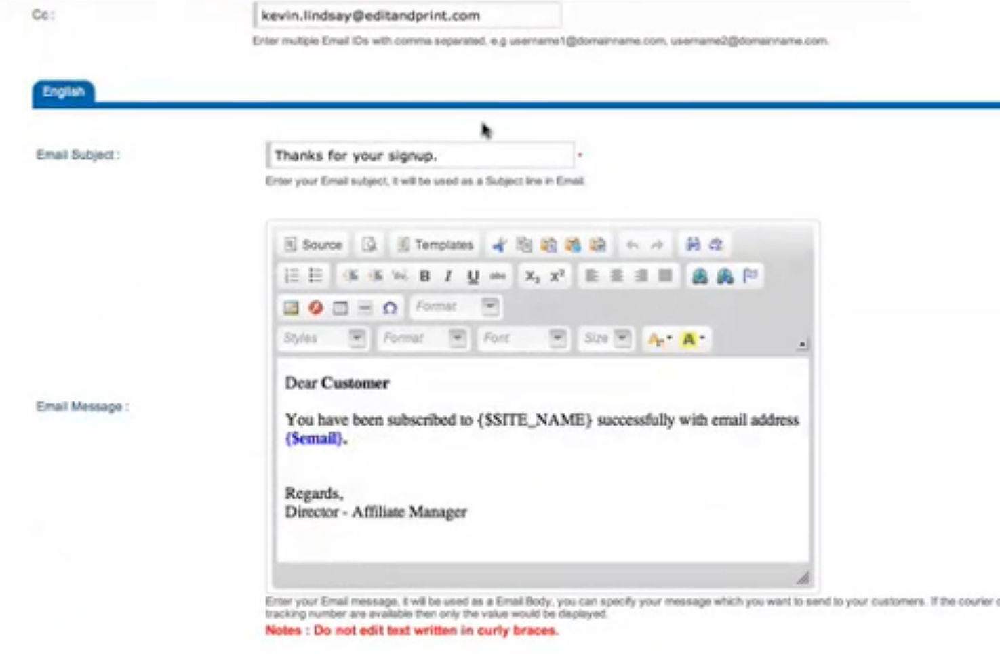 Cc :
kevin.lindsay@editandprint.com
Enter multiple Email IDs with comma separated, e.g username1@domainname.com, username2@domainname.com.
English
Email Subject :
Thanks for your signup.
Enter your Email subject, it will be used as a Subject line in Email.
Source Templates
B I U abc X₂ X²
Ω Format
Styles Format Font Size A A
Dear Customer
Email Message :
You have been subscribed to {$SITE_NAME} successfully with email address
{$email}.
Regards,
Director - Affiliate Manager
Enter your Email message, it will be used as a Email Body, you can specify your message which you want to send to your customers. If the courier
tracking number are available then only the value would be displayed.
Notes : Do not edit text written in curly braces.